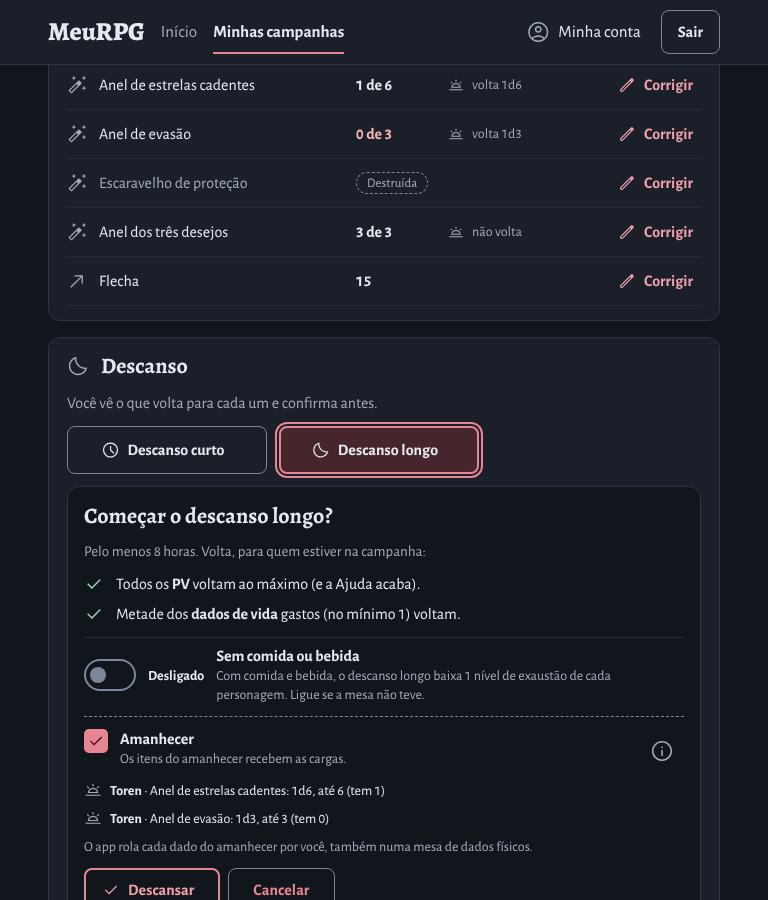 MeuRPG Início Minhas campanhas Minha conta Sair
Anel de estrelas cadentes 1 de 6 volta 1d6 Corrigir
Anel de evasão 0 de 3 volta 1d3 Corrigir
Escaravelho de proteção Destruída Corrigir
Anel dos três desejos 3 de 3 não volta Corrigir
Flecha 15 Corrigir
Descanso
Você vê o que volta para cada um e confirma antes.
Descanso curto Descanso longo
Começar o descanso longo?
Pelo menos 8 horas. Volta, para quem estiver na campanha:
Todos os PV voltam ao máximo (e a Ajuda acaba).
Metade dos dados de vida gastos (no mínimo 1) voltam.
Sem comida ou bebida
Desligado Com comida e bebida, o descanso longo baixa 1 nível de exaustão de cada
personagem. Ligue se a mesa não teve.
Amanhecer
Os itens do amanhecer recebem as cargas.
Toren · Anel de estrelas cadentes: 1d6, até 6 (tem 1)
Toren · Anel de evasão: 1d3, até 3 (tem 0)
O app rola cada dado do amanhecer por você, também numa mesa de dados físicos.
Descansar Cancelar